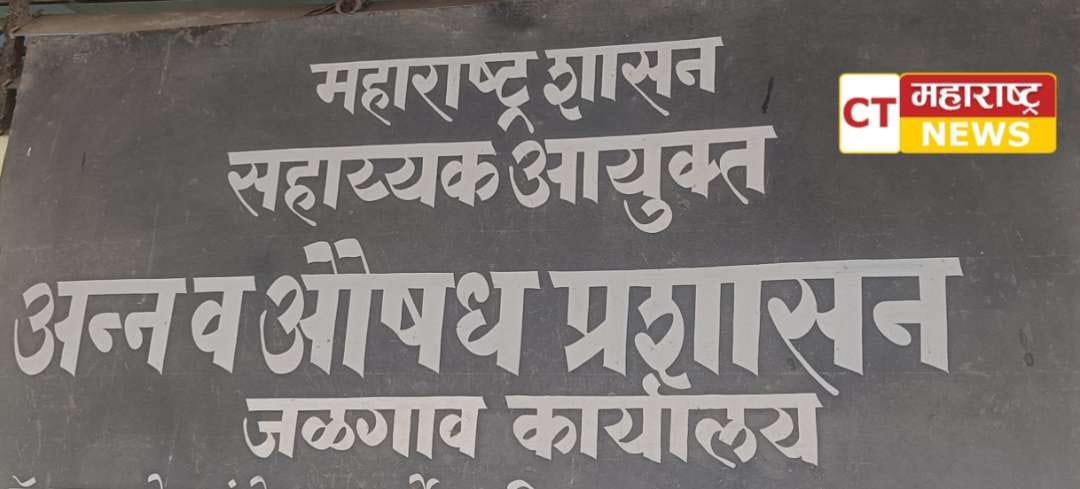 महाराष्ट्र शासन
CT महाराष्ट्र
NEWS
सहाय्यक आयुक्त
अन्न व औषध प्रशासन
जळगाव कार्यालय